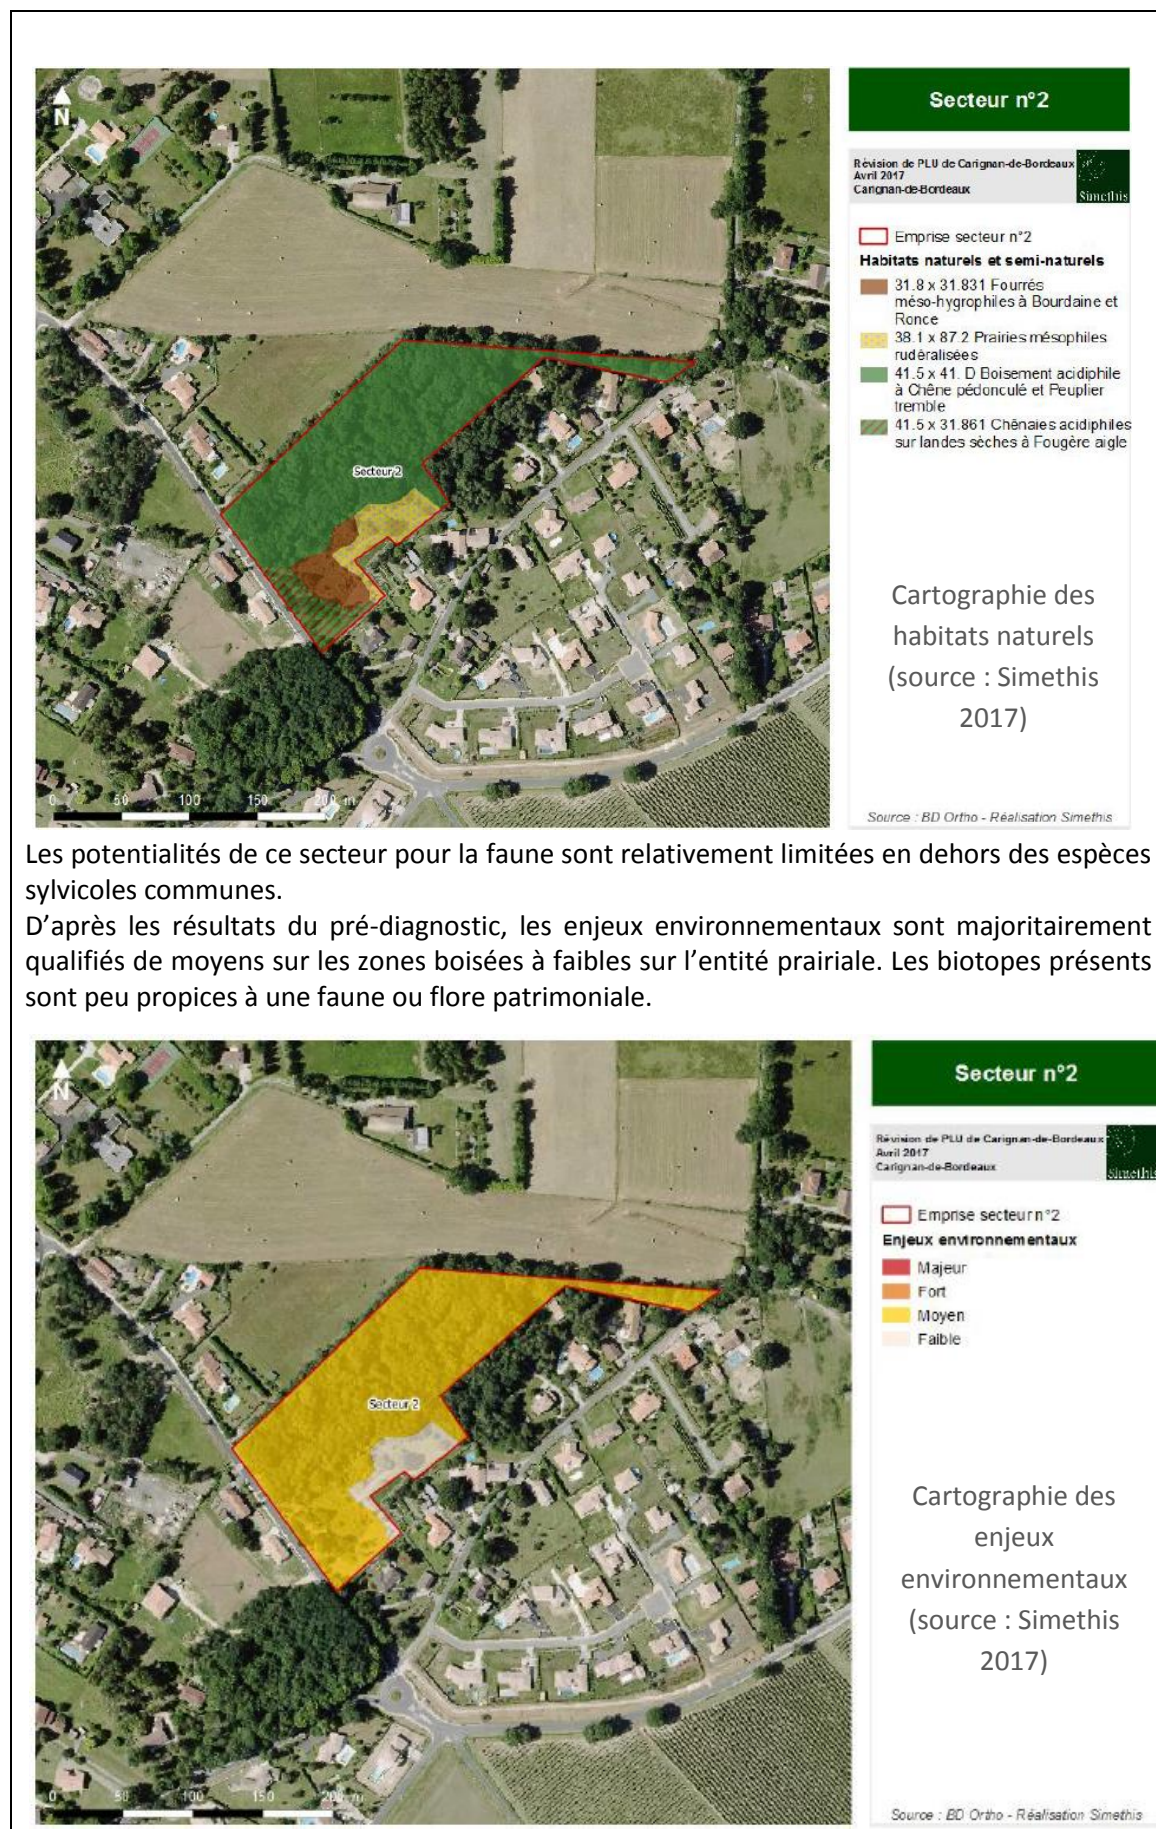 N
Secteur 2
0 50 100 150 200 m
Secteur n°2
Révision de PLU de Carignan-de-Bordeaux
Avril 2017
Carignan-de-Bordeaux
Simethis
Emprise secteur n°2
Habitats naturels et semi-naturels
31.8 x 31.831 Fourrés
méso-hygrophiles à Bourdaine et
Ronce
38.1 x 87.2 Prairies mésophiles
rudéralisées
41.5 x 41. D Boisement acidiphile
à Chêne pédonculé et Peuplier
tremble
41.5 x 31.861 Chênaies acidiphiles
sur landes sèches à Fougère aigle
Cartographie des
habitats naturels
(source : Simethis
2017)
Source : BD Ortho - Réalisation Simethis
Les potentialités de ce secteur pour la faune sont relativement limitées en dehors des espèces
sylvicoles communes.
D’après les résultats du pré-diagnostic, les enjeux environnementaux sont majoritairement
qualifiés de moyens sur les zones boisées à faibles sur l’entité prairiale. Les biotopes présents
sont peu propices à une faune ou flore patrimoniale.
N
Secteur 2
0 50 100 150 200 m
Secteur n°2
Révision de PLU de Carignan-de-Bordeaux
Avril 2017
Carignan-de-Bordeaux
Simethis
Emprise secteur n°2
Enjeux environnementaux
Majeur
Fort
Moyen
Faible
Cartographie des
enjeux
environnementaux
(source : Simethis
2017)
Source : BD Ortho - Réalisation Simethis